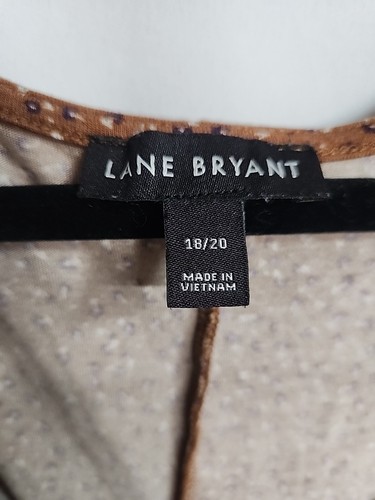 LANE BRYANT
18/20
MADE IN
VIETNAM